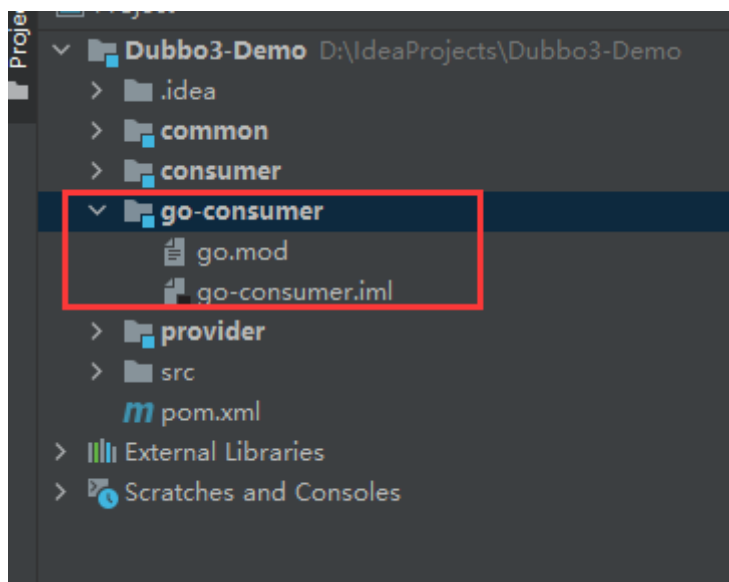 Dubbo3-Demo D:\IdeaProjects\Dubbo3-Demo
.idea
common
consumer
go-consumer
go.mod
go-consumer.iml
provider
src
pom.xml
External Libraries
Scratches and Consoles